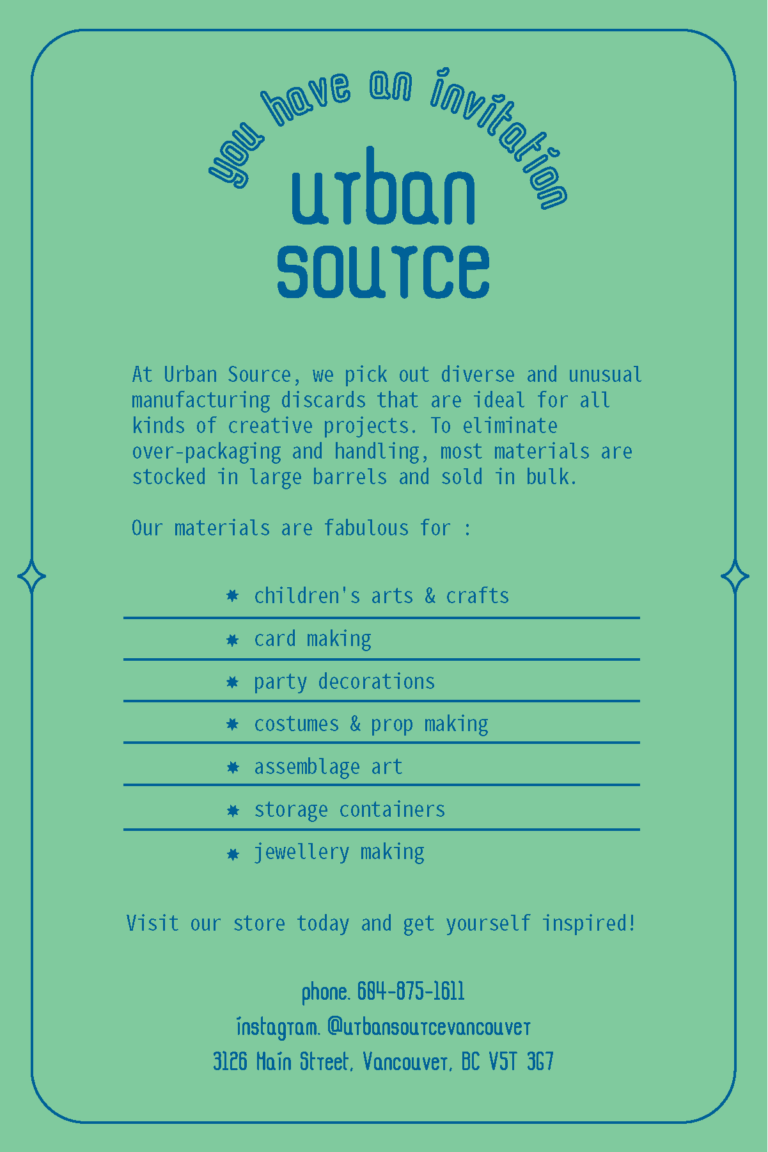 you have an invitation
urban
source
At Urban Source, we pick out diverse and unusual
manufacturing discards that are ideal for all
kinds of creative projects. To eliminate
over-packaging and handling, most materials are
stocked in large barrels and sold in bulk.
Our materials are fabulous for :
✷ children's arts & crafts
✷ card making
✷ party decorations
✷ costumes & prop making
✷ assemblage art
✷ storage containers
✷ jewellery making
Visit our store today and get yourself inspired!
phone. 604-875-1611
instagram. @urbansourcevancouver
3126 Main Street, Vancouver, BC V5T 3G7